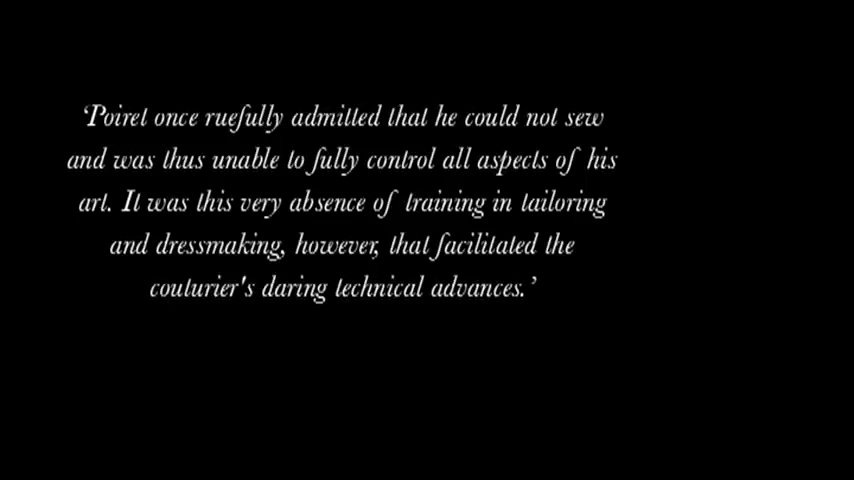 ‘Poiret once ruefully admitted that he could not sew
and was thus unable to fully control all aspects of his
art. It was this very absence of training in tailoring
and dressmaking, however, that facilitated the
couturier's daring technical advances.’